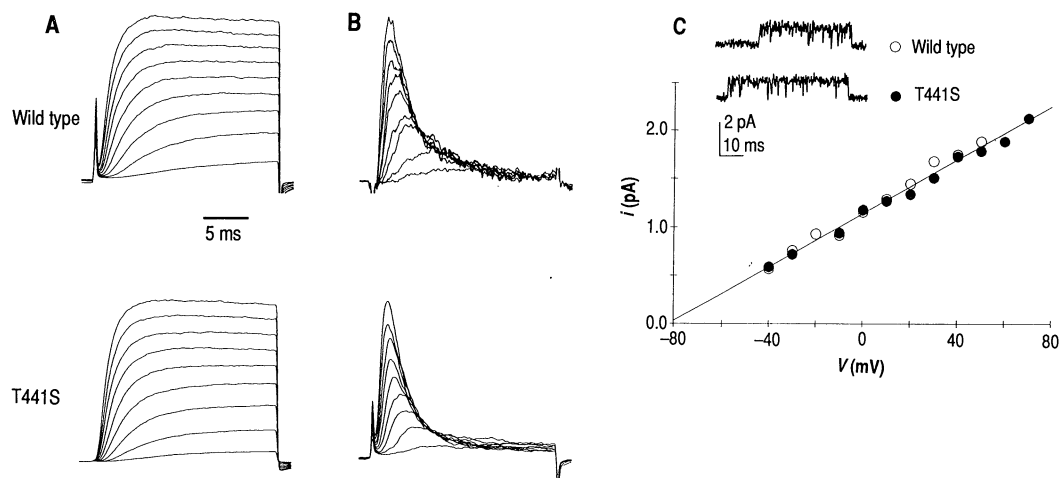 A
B
C
Wild type
5 ms
T441S
Wild type
T441S
2 pA
10 ms
2.0
1.0
0.0
i (pA)
−80
−40
0
40
80
V (mV)